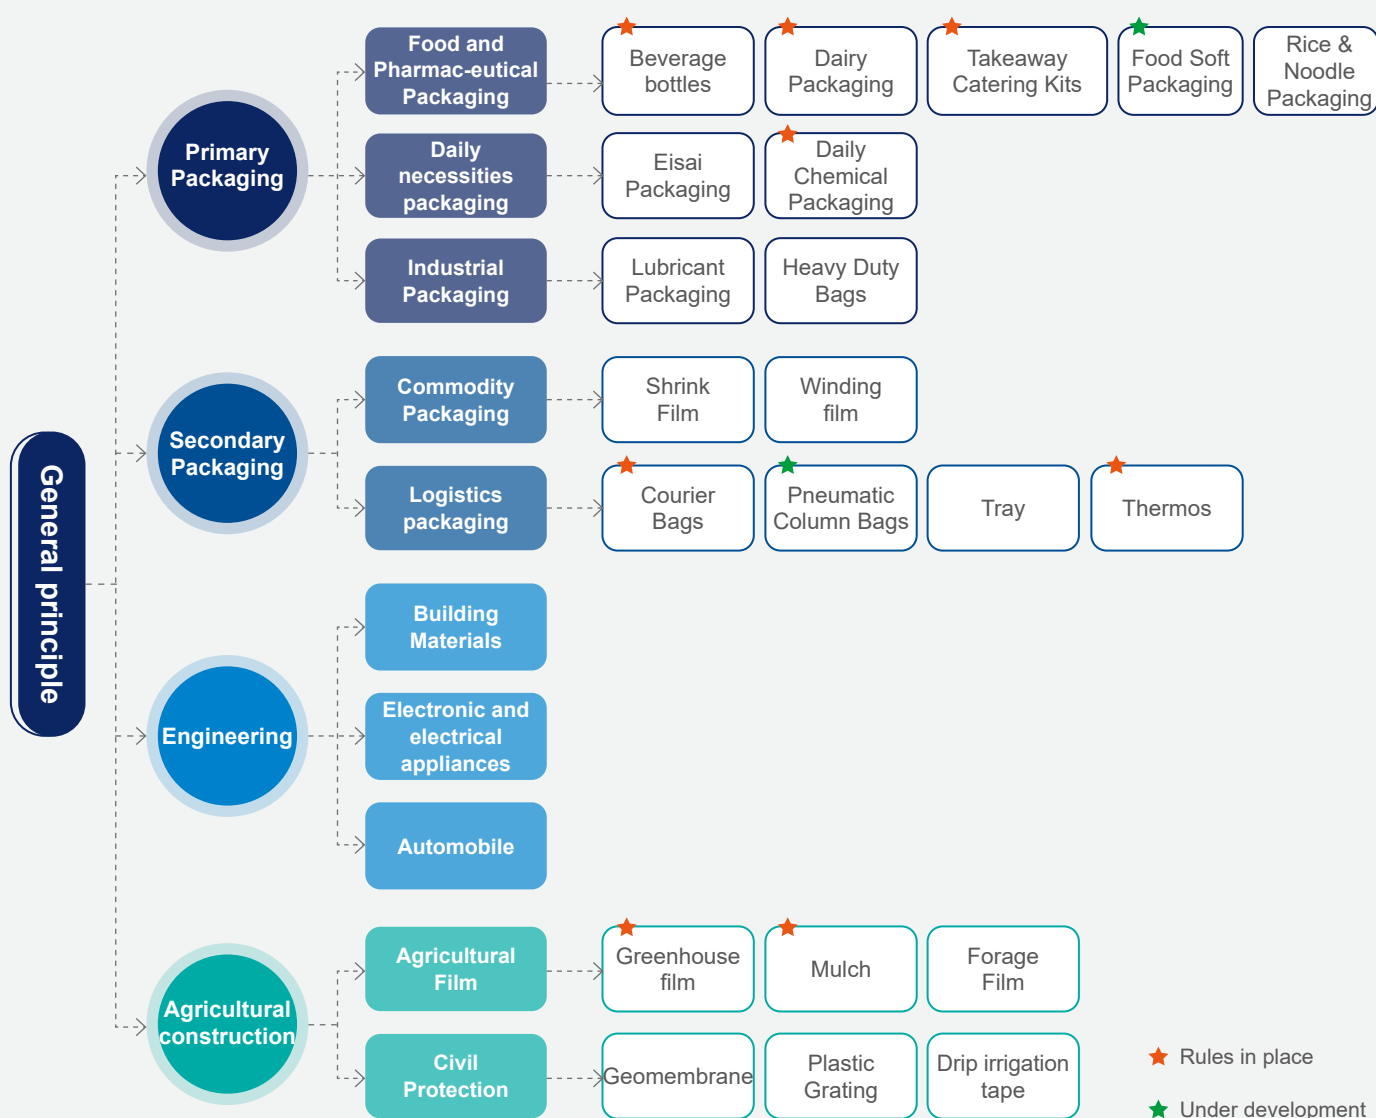 General principle
Primary
Packaging
Food and
Pharmac-eutical
Packaging
Beverage
bottles
Dairy
Packaging
Takeaway
Catering Kits
Food Soft
Packaging
Rice &
Noodle
Packaging
Daily
necessities
packaging
Eisai
Packaging
Daily
Chemical
Packaging
Industrial
Packaging
Lubricant
Packaging
Heavy Duty
Bags
Secondary
Packaging
Commodity
Packaging
Shrink
Film
Winding
film
Logistics
packaging
Courier
Bags
Pneumatic
Column Bags
Tray
Thermos
Engineering
Building
Materials
Electronic and
electrical
appliances
Automobile
Agricultural
construction
Agricultural
Film
Greenhouse
film
Mulch
Forage
Film
Civil
Protection
Geomembrane
Plastic
Grating
Drip irrigation
tape
Rules in place
Under development